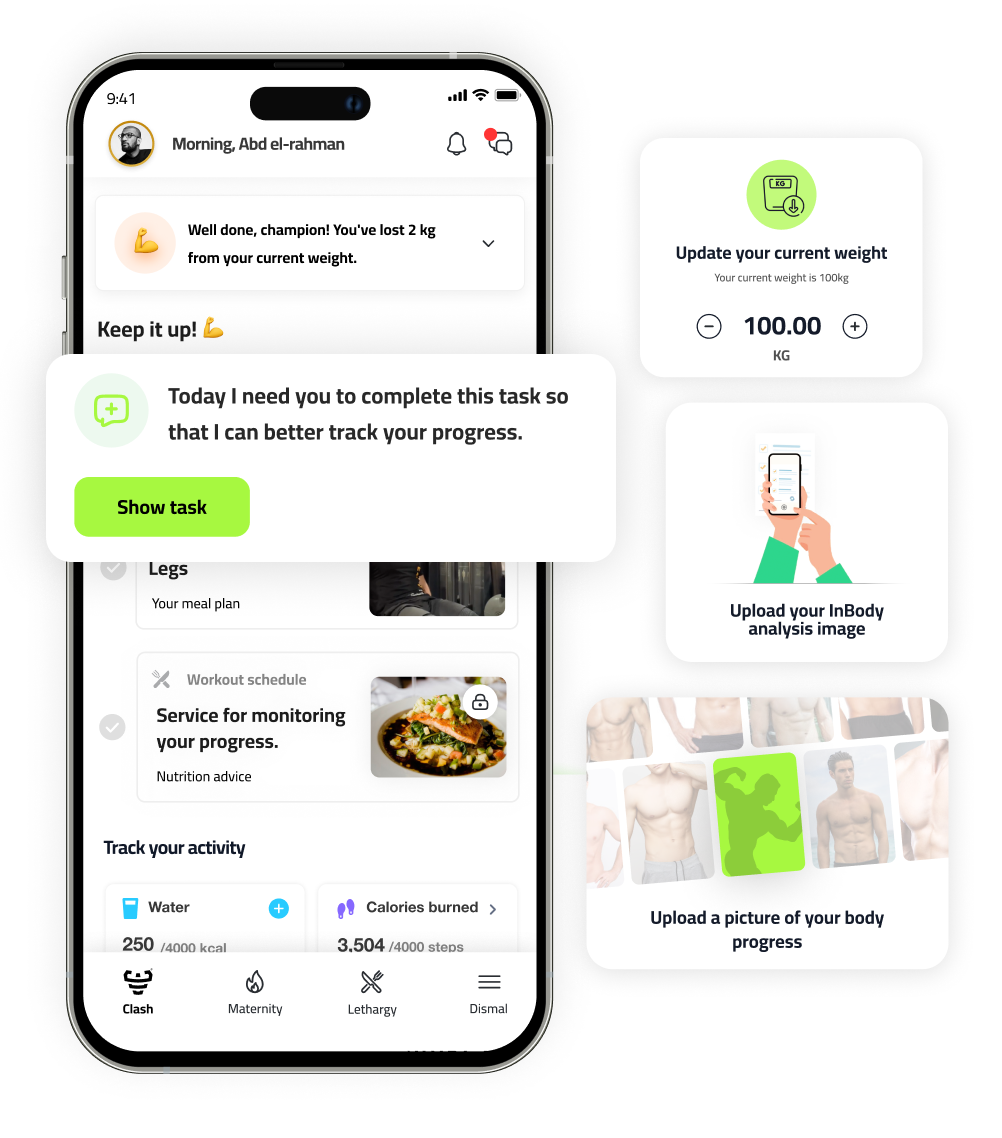 9:41
Morning, Abd el-rahman
Well done, champion! You've lost 2 kg
from your current weight.
Keep it up!
Today I need you to complete this task so
that I can better track your progress.
Show task
Legs
Your meal plan
Workout schedule
Service for monitoring
your progress.
Nutrition advice
Track your activity
Water
250 /4000 kcal
Calories burned
3,504 /4000 steps
Clash
Maternity
Lethargy
Dismal
KG
Update your current weight
Your current weight is 100kg
100.00
KG
Upload your InBody
analysis image
Upload a picture of your body
progress